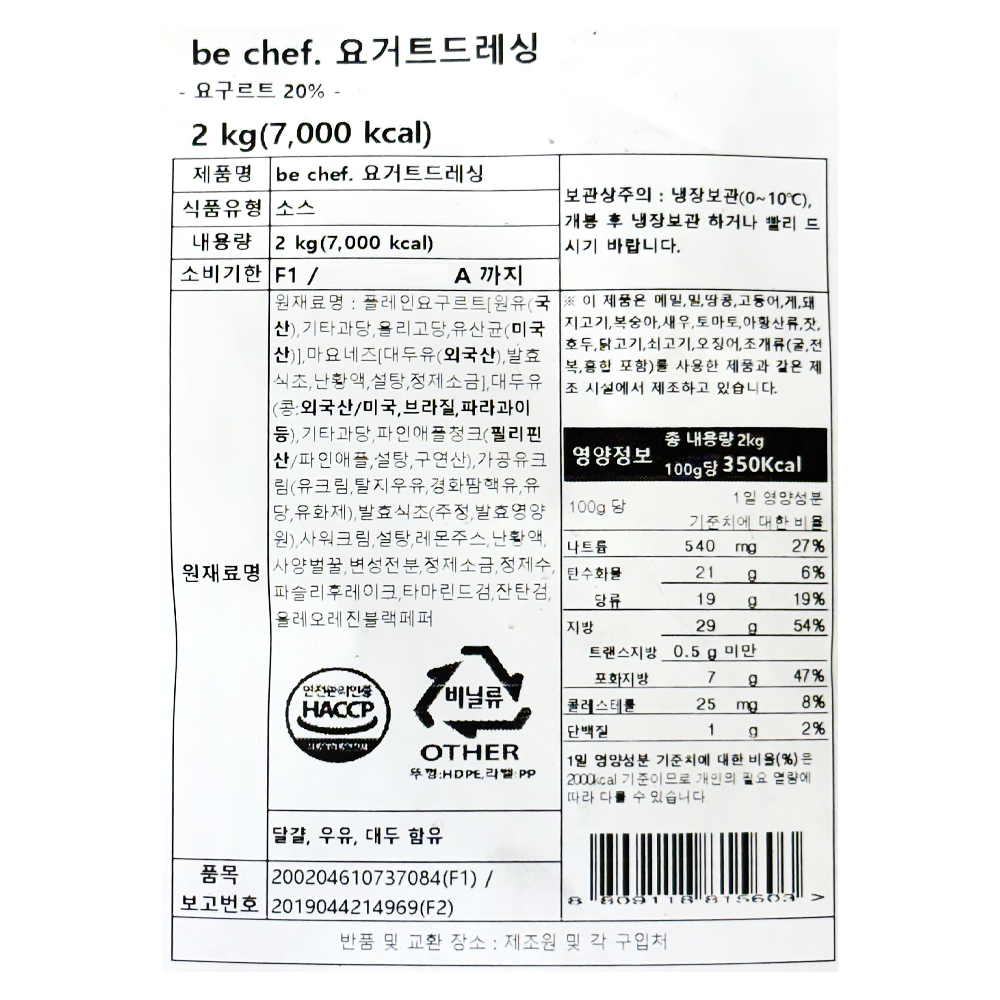 be chef. 요거트드레싱
- 요구르트 20% -
2 kg(7,000 kcal)
제품명 be chef. 요거트드레싱
식품유형 소스
내용량 2 kg(7,000 kcal)
소비기한 F1 / A 까지
보관상주의 : 냉장보관(0~10℃),
개봉 후 냉장보관 하거나 빨리 드
시기 바랍니다.
원재료명
원재료명 : 플레인요구르트[원유(국
산),기타과당,올리고당,유산균(미국
산)],마요네즈[대두유(외국산),발효
식초,난황액,설탕,정제소금],대두유
(콩:외국산/미국,브라질,파라과이
등),기타과당,파인애플청크(필리핀
산/파인애플,설탕,구연산),가공유크
림(유크림,탈지우유,경화팜핵유,유
당,유화제),발효식초(주정,발효영양
원),사워크림,설탕,레몬주스,난황액,
사양벌꿀,변성전분,정제소금,정제수,
파슬리후레이크,타마린드검,잔탄검,
올레오레진블랙페퍼
안전관리인증
HACCP
비닐류
OTHER
뚜껑:HDPE,라벨:PP
달걀, 우유, 대두 함유
※ 이 제품은 메밀,밀,땅콩,고등어,게,돼
지고기,복숭아,새우,토마토,아황산류,잣,
호두,닭고기,쇠고기,오징어,조개류(굴,전
복,홍합 포함)를 사용한 제품과 같은 제
조 시설에서 제조하고 있습니다.
영양정보 총 내용량 2kg
100g당 350Kcal
100g 당 1일 영양성분
기준치에 대한 비율
나트륨 540 mg 27%
탄수화물 21 g 6%
당류 19 g 19%
지방 29 g 54%
트랜스지방 0.5 g 미만
포화지방 7 g 47%
콜레스테롤 25 mg 8%
단백질 1 g 2%
1일 영양성분 기준치에 대한 비율(%)은
2000kcal 기준이므로 개인의 필요 열량에
따라 다를 수 있습니다
8 809118 815603 >
품목
보고번호
200204610737084(F1) /
2019044214969(F2)
반품 및 교환 장소 : 제조원 및 각 구입처